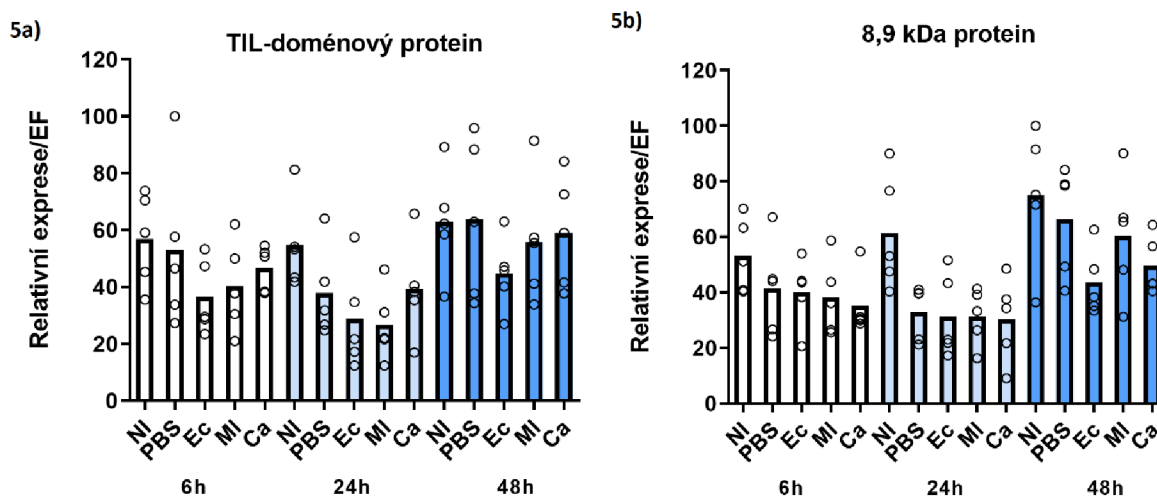 5a)
TIL-doménový protein
Relativní exprese/EF
120
100
80
60
40
20
0
NI PBS Ec Ml Ca NI PBS Ec Ml Ca NI PBS Ec Ml Ca
6h 24h 48h
5b)
8,9 kDa protein
Relativní exprese/EF
120
100
80
60
40
20
0
NI PBS Ec Ml Ca NI PBS Ec Ml Ca NI PBS Ec Ml Ca
6h 24h 48h